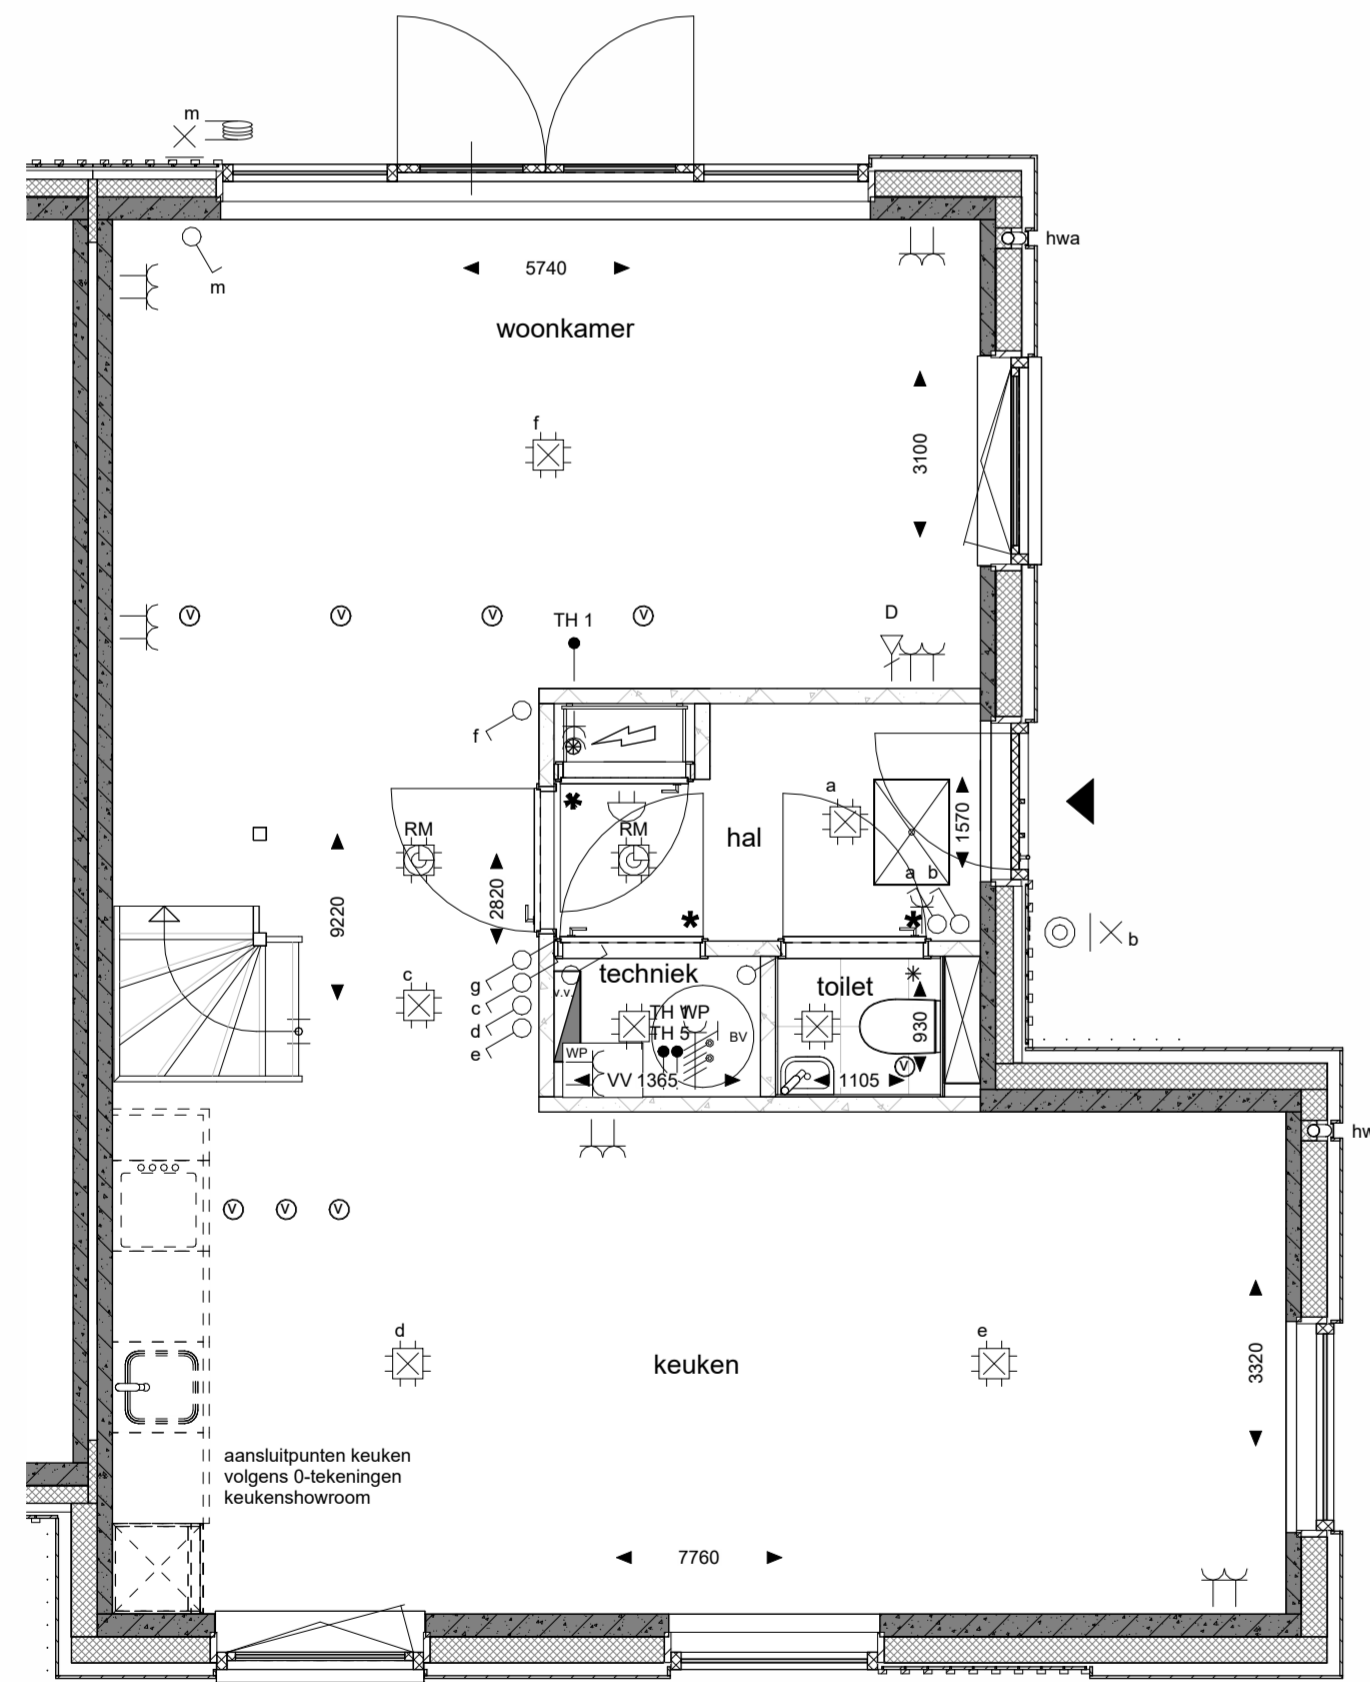 m
hwa
m
5740
woonkamer
f
3100
V
V
V
V
TH 1
D
f
*
a
RM
RM
hal
1570
9220
2820
a b
*
*
b
g
techniek
toilet
*
c
c
V.V.
TH WP
930
d
TH 5
BV
e
WP
VV 1365
1105
V
hw
V
V
V
d
keuken
e
3320
aansluitpunten keuken
volgens 0-tekeningen
keukenshowroom
7760